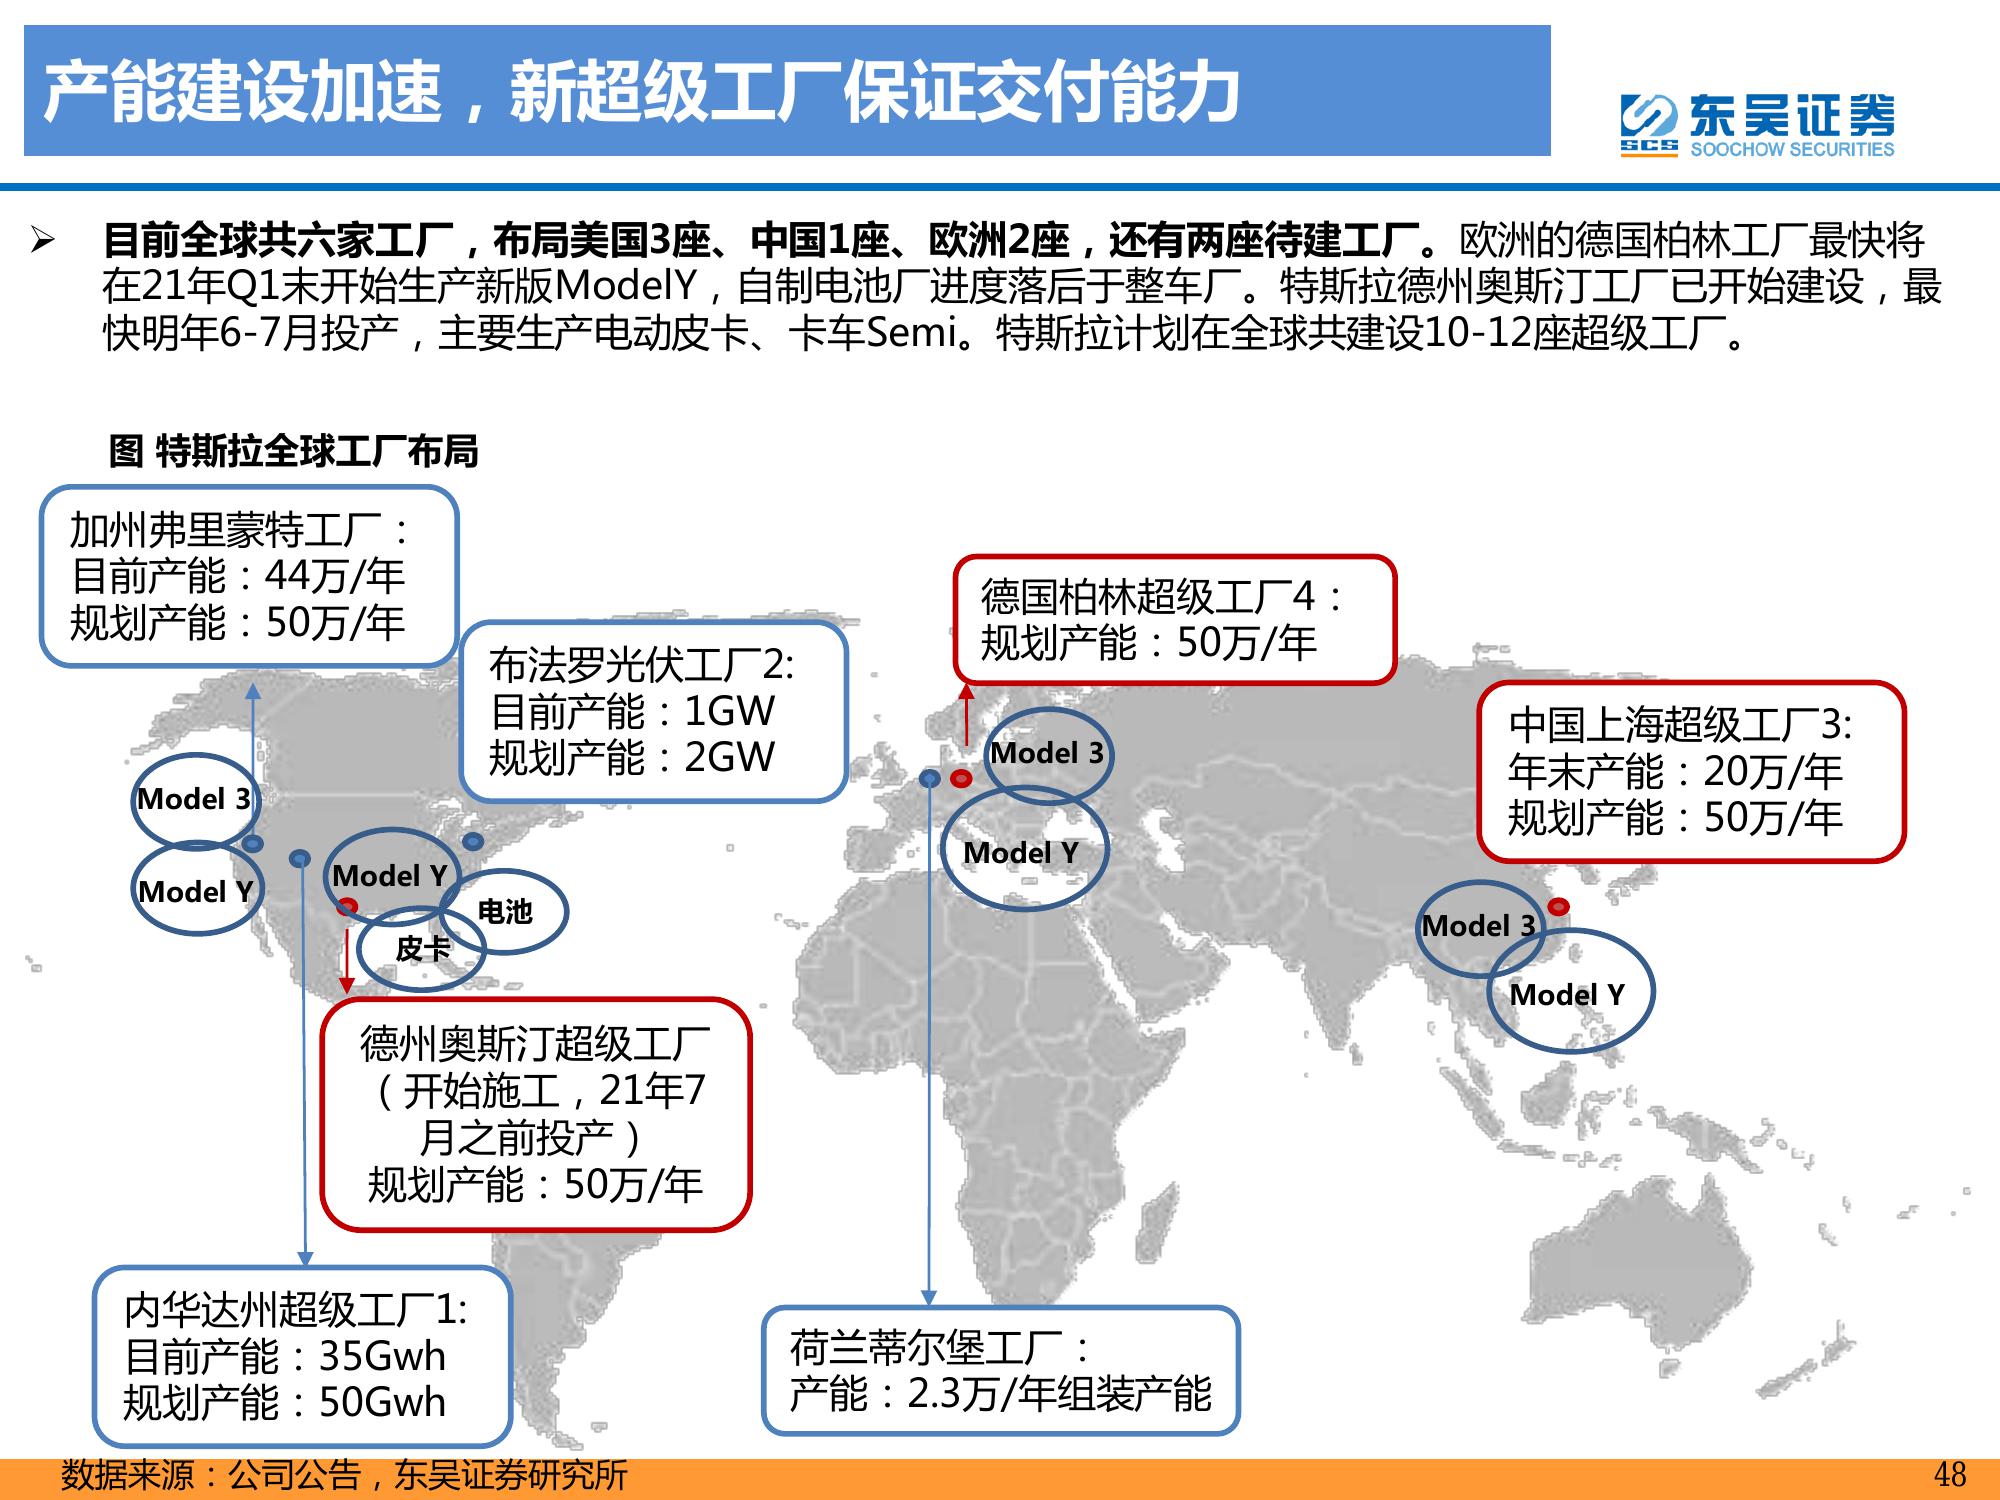 产能建设加速，新超级工厂保证交付能力
东吴证券
SCS
SOOCHOW SECURITIES
➢ 目前全球共六家工厂，布局美国3座、中国1座、欧洲2座，还有两座待建工厂。欧洲的德国柏林工厂最快将
在21年Q1末开始生产新版ModelY，自制电池厂进度落后于整车厂。特斯拉德州奥斯汀工厂已开始建设，最
快明年6-7月投产，主要生产电动皮卡、卡车Semi。特斯拉计划在全球共建设10-12座超级工厂。
图 特斯拉全球工厂布局
加州弗里蒙特工厂：
目前产能：44万/年
规划产能：50万/年
布法罗光伏工厂2:
目前产能：1GW
规划产能：2GW
德国柏林超级工厂4：
规划产能：50万/年
中国上海超级工厂3:
年末产能：20万/年
规划产能：50万/年
Model 3
Model Y
Model Y
电池
皮卡
Model 3
Model Y
Model 3
Model Y
德州奥斯汀超级工厂
（开始施工，21年7
月之前投产）
规划产能：50万/年
内华达州超级工厂1:
目前产能：35Gwh
规划产能：50Gwh
荷兰蒂尔堡工厂：
产能：2.3万/年组装产能
数据来源：公司公告，东吴证券研究所
48